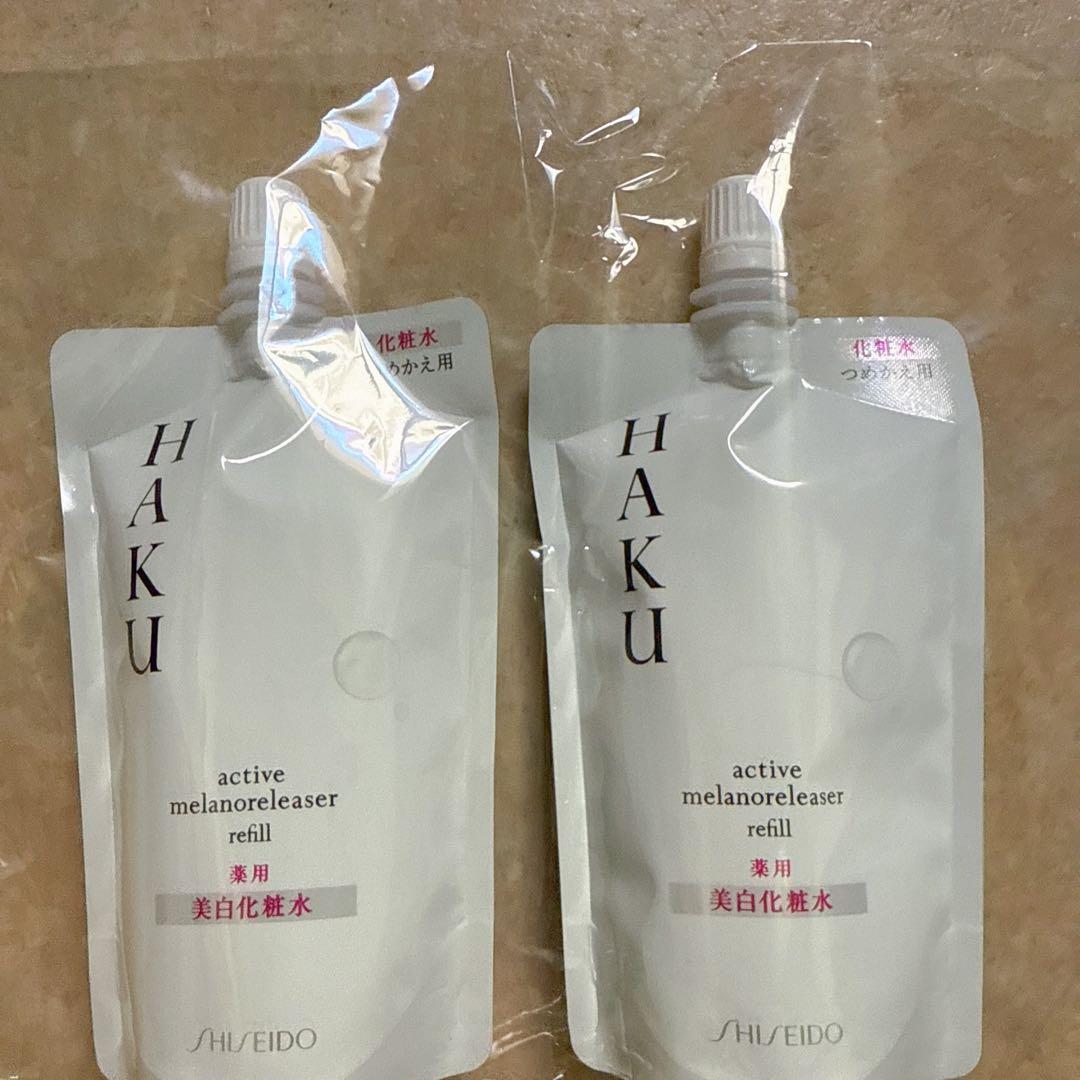 化粧水
つめかえ用
HAKU
active
melanoreleaser
refill
薬用
美白化粧水
SHISEIDO
化粧水
つめかえ用
HAKU
active
melanoreleaser
refill
薬用
美白化粧水
SHISEIDO